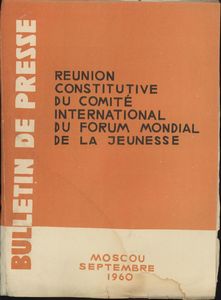 BULLETIN DE PRESSE
REUNION
CONSTITUTIVE
DU COMITÉ
INTERNATIONAL
DU FORUM MONDIAL
DE LA JEUNESSE
MOSCOU
SEPTEMBRE
1960